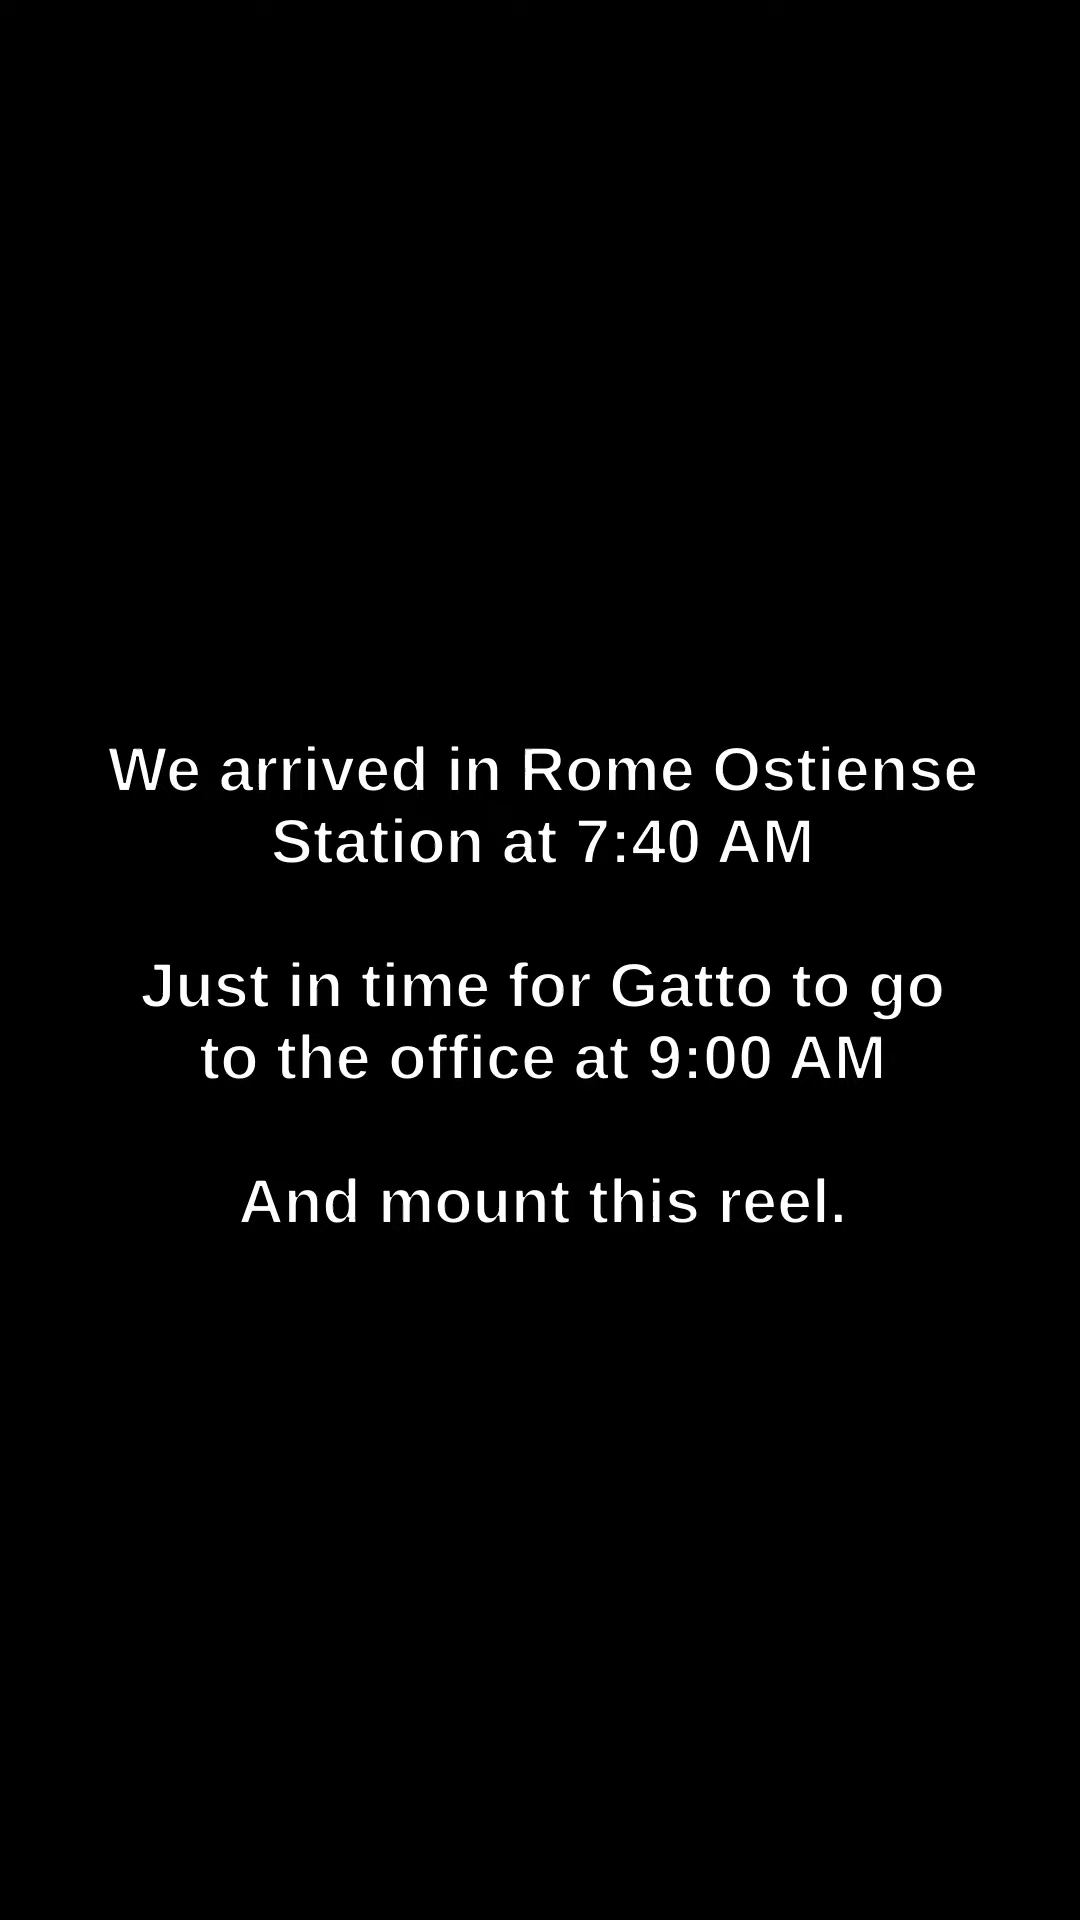 We arrived in Rome Ostiense
Station at 7:40 AM
Just in time for Gatto to go
to the office at 9:00 AM
And mount this reel.